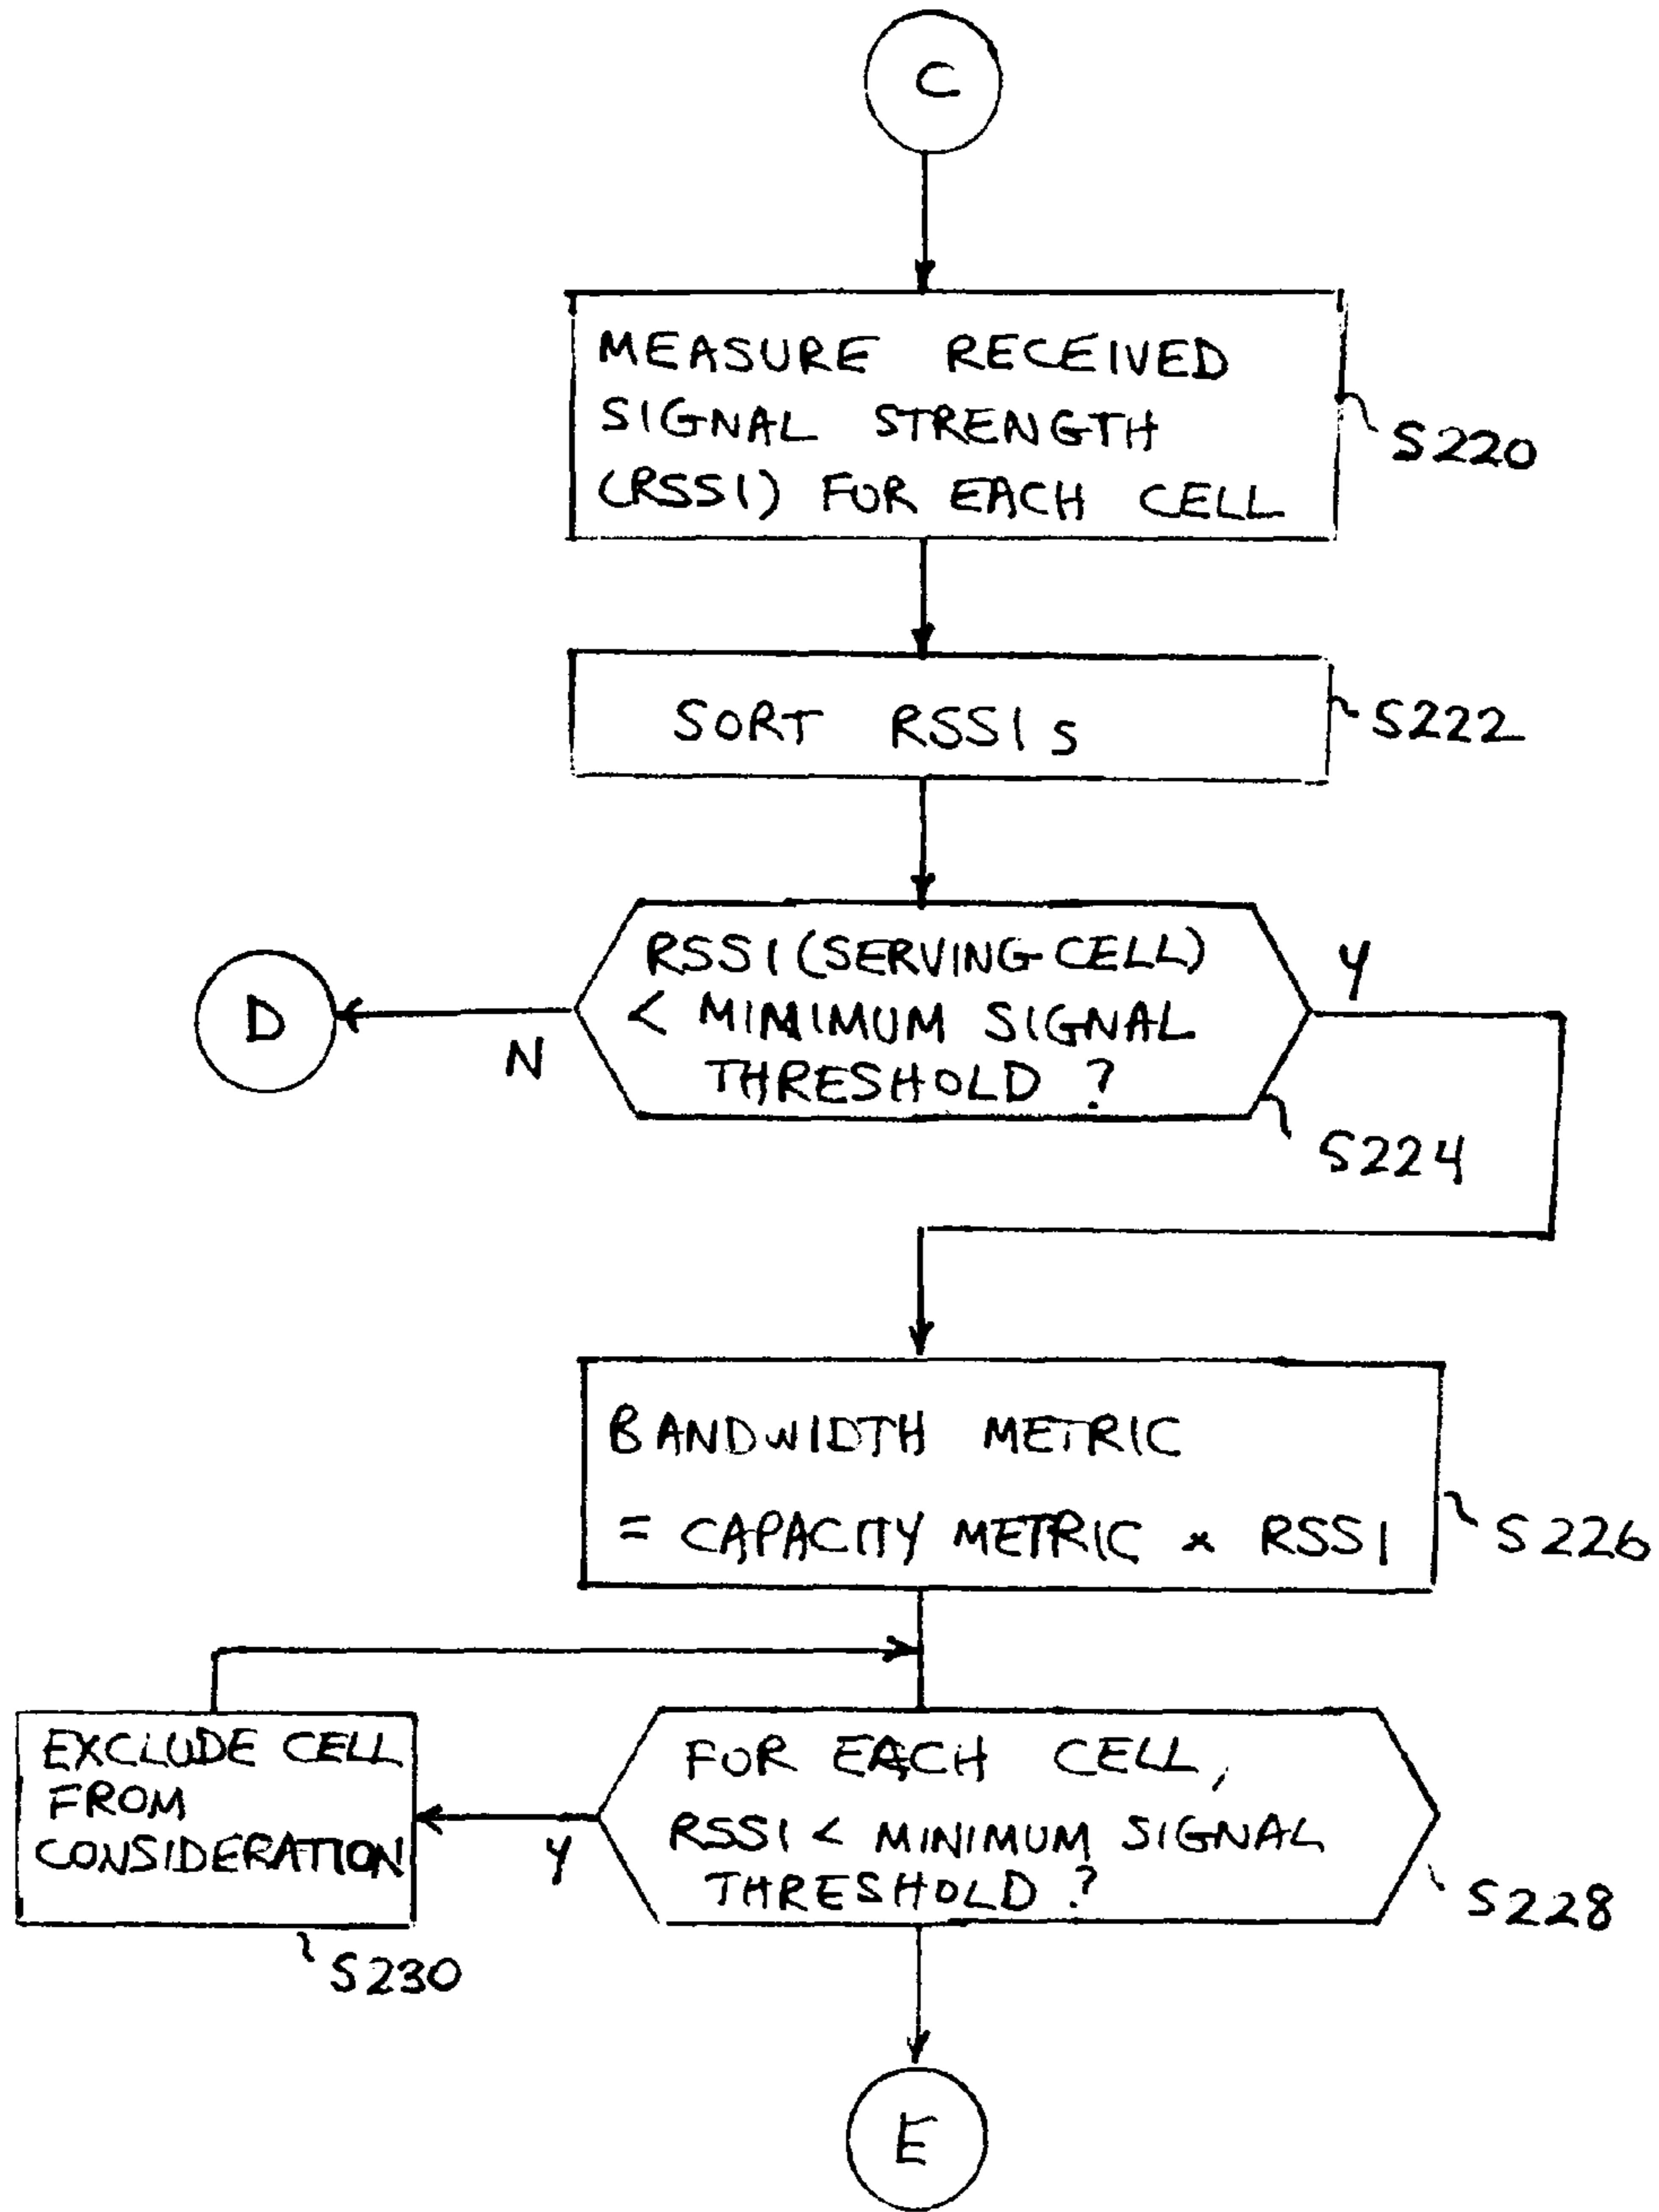 C
MEASURE RECEIVED
SIGNAL STRENGTH
(RSSI) FOR EACH CELL
S220
SORT RSSIs
S222
RSSI (SERVING-CELL)
< MIMIMUM SIGNAL
THRESHOLD ?
Y
N
D
S224
BANDWIDTH METRIC
= CAPACITY METRIC × RSSI
S226
FOR EACH CELL,
RSSI < MINIMUM SIGNAL
THRESHOLD ?
S228
Y
EXCLUDE CELL
FROM
CONSIDERATION
S230
E